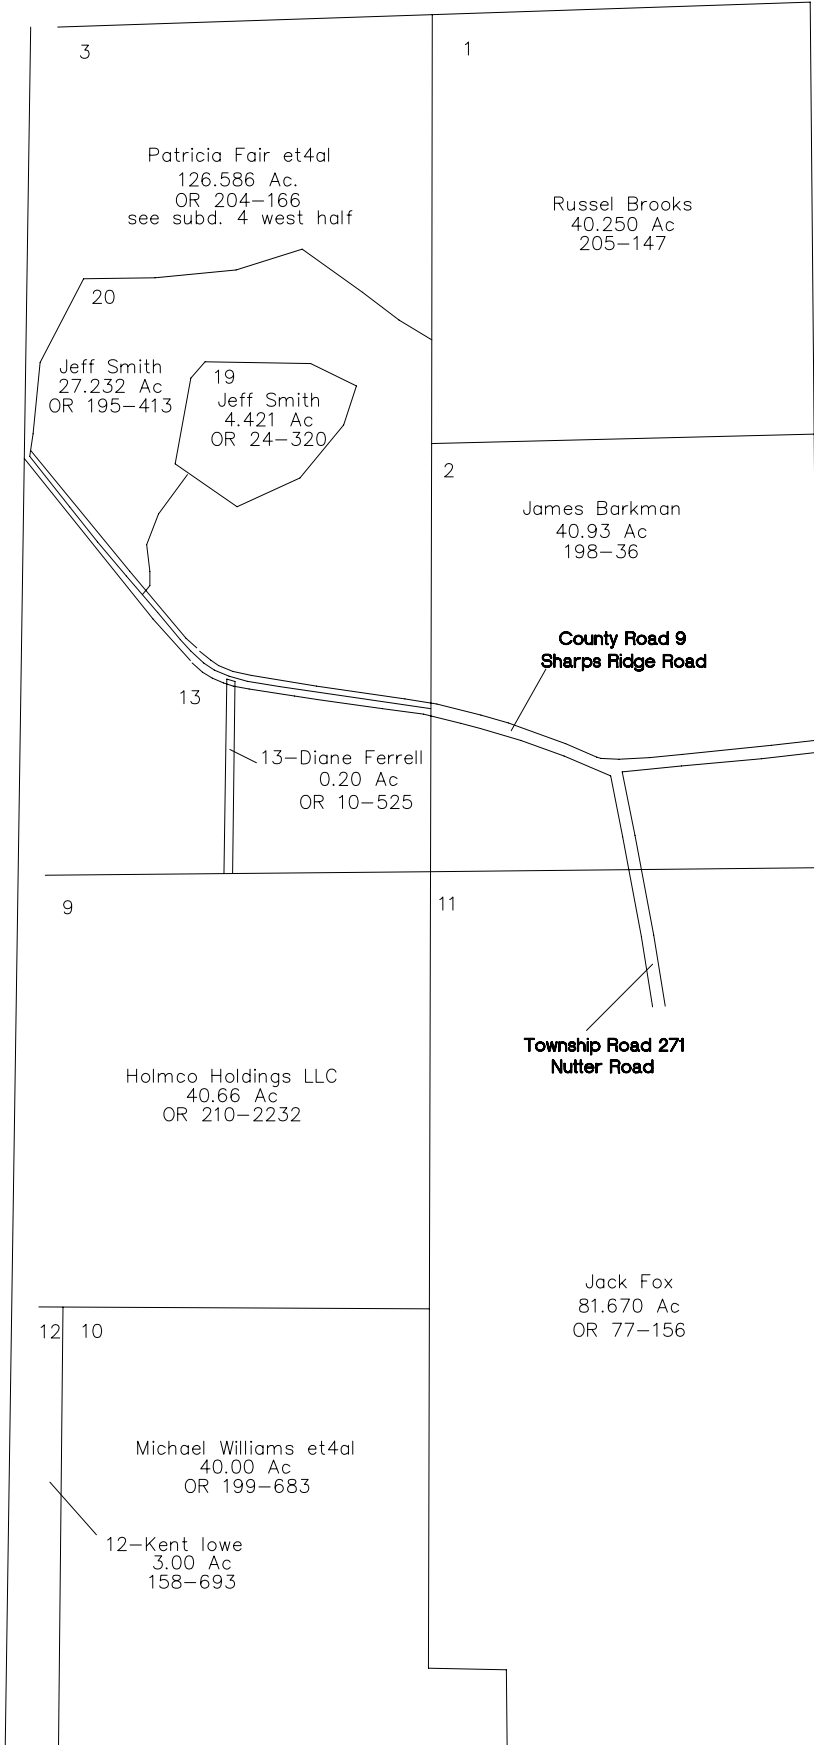 3
1
Patricia Fair et4al
126.586 Ac.
OR 204-166
see subd. 4 west half
Russel Brooks
40.250 Ac
205-147
20
Jeff Smith
27.232 Ac
OR 195-413
19
Jeff Smith
4.421 Ac
OR 24-320
2
James Barkman
40.93 Ac
198-36
County Road 9
Sharps Ridge Road
13
13-Diane Ferrell
0.20 Ac
OR 10-525
9
11
Township Road 271
Nutter Road
Holmco Holdings LLC
40.66 Ac
OR 210-2232
Jack Fox
81.670 Ac
OR 77-156
12
10
Michael Williams et4al
40.00 Ac
OR 199-683
12-Kent lowe
3.00 Ac
158-693